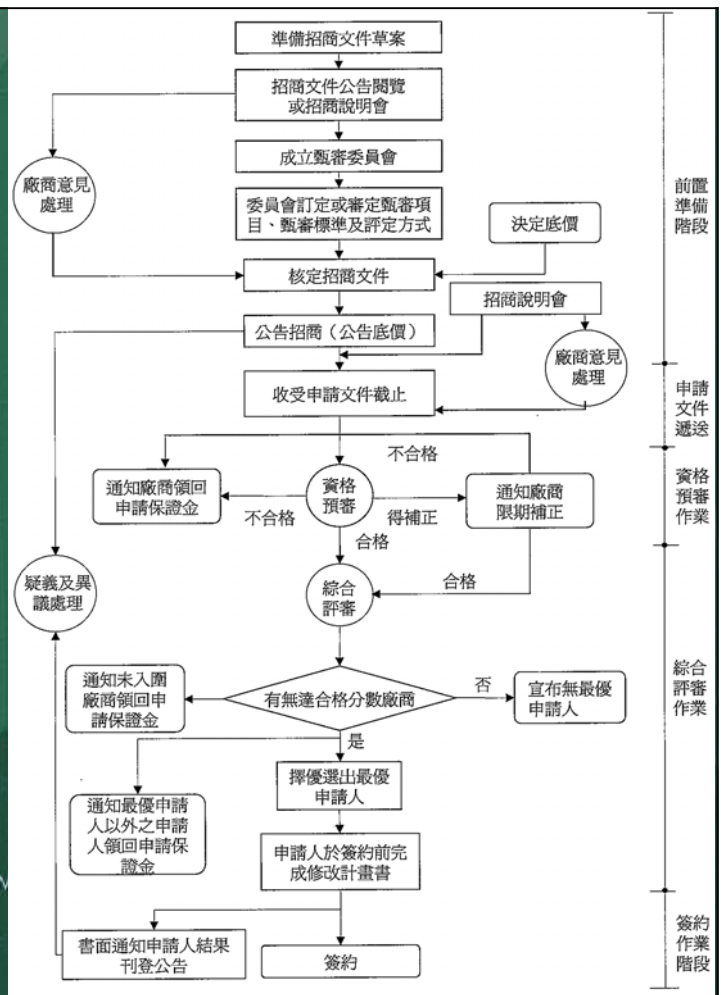 準備招商文件草案
招商文件公告閱覽
或招商說明會
成立甄審委員會
廠商意見
處理
委員會訂定或審定甄審項
目、甄審標準及評定方式
決定底價
核定招商文件
招商說明會
公告招商（公告底價）
廠商意見
處理
收受申請文件截止
不合格
通知廠商領回
申請保證金
不合格
資格
預審
得補正
通知廠商
限期補正
合格
疑義及異
議處理
綜合
評審
合格
通知未入圍
廠商領回申
請保證金
有無達合格分數廠商
否
宣布無最優
申請人
是
擇優選出最優
申請人
通知最優申請
人以外之申請
人領回申請保
證金
申請人於簽約前完
成修改計畫書
書面通知申請人結果
刊登公告
簽約
前置
準備
階段
申請
文件
遞送
資格
預審
作業
綜合
評審
作業
簽約
作業
階段